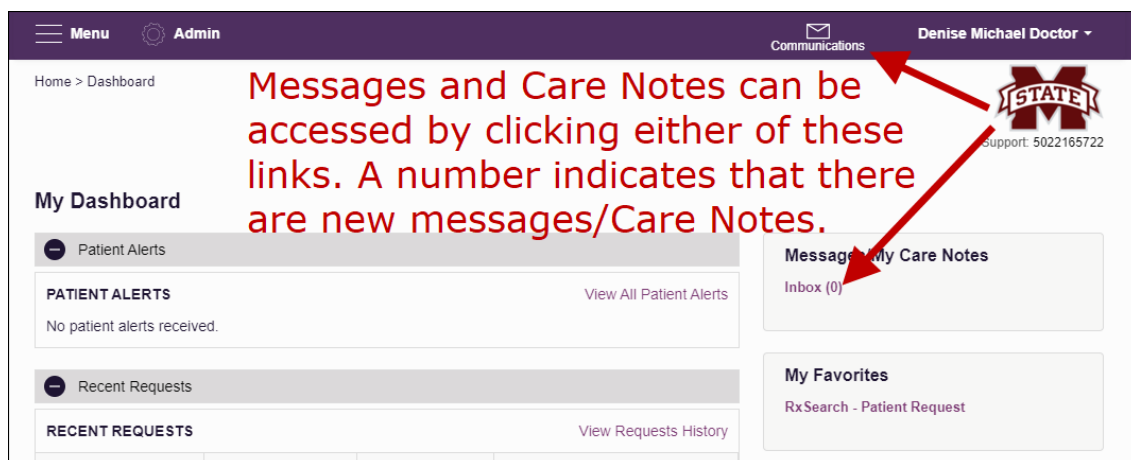 Menu Admin Communications Denise Michael Doctor
Home > Dashboard
Messages and Care Notes can be
accessed by clicking either of these
links. A number indicates that there
are new messages/Care Notes.
M
STATE
Support: 5022165722
My Dashboard
Patient Alerts
PATIENT ALERTS View All Patient Alerts
No patient alerts received.
Recent Requests
RECENT REQUESTS View Requests History
Messages/My Care Notes
Inbox (0)
My Favorites
RxSearch - Patient Request